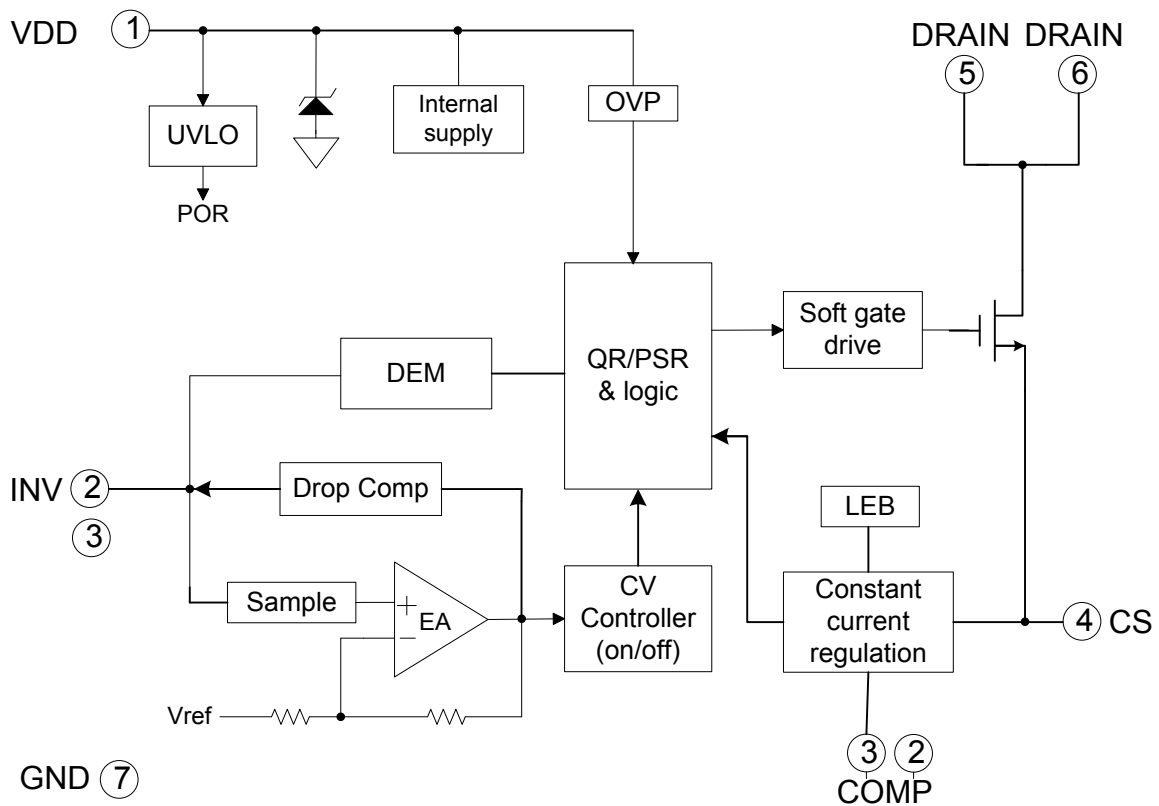 VDD 1
DRAIN DRAIN
5 6
UVLO
Internal
supply
OVP
POR
DEM
QR/PSR
& logic
Soft gate
drive
INV 2
3
Drop Comp
LEB
Sample
+
EA
−
CV
Controller
(on/off)
Constant
current
regulation
4 CS
Vref
GND 7
3 2
COMP